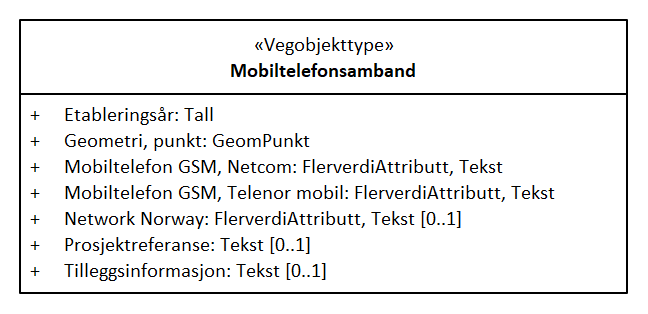 «Vegobjekttype»
Mobiltelefonsamband
+ Etableringsår: Tall
+ Geometri, punkt: GeomPunkt
+ Mobiltelefon GSM, Netcom: FlerverdiAttributt, Tekst
+ Mobiltelefon GSM, Telenor mobil: FlerverdiAttributt, Tekst
+ Network Norway: FlerverdiAttributt, Tekst [0..1]
+ Prosjektreferanse: Tekst [0..1]
+ Tilleggsinformasjon: Tekst [0..1]